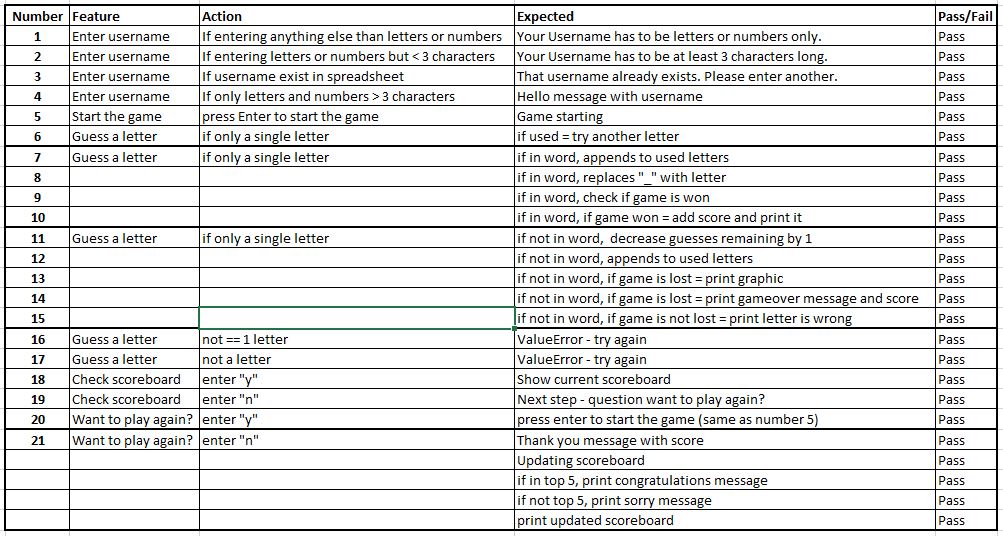 Number Feature Action Expected Pass/Fail
1 Enter username If entering anything else than letters or numbers Your Username has to be letters or numbers only. Pass
2 Enter username If entering letters or numbers but < 3 characters Your Username has to be at least 3 characters long. Pass
3 Enter username If username exist in spreadsheet That username already exists. Please enter another. Pass
4 Enter username If only letters and numbers > 3 characters Hello message with username Pass
5 Start the game press Enter to start the game Game starting Pass
6 Guess a letter if only a single letter if used = try another letter Pass
7 Guess a letter if only a single letter if in word, appends to used letters Pass
8 if in word, replaces "_" with letter Pass
9 if in word, check if game is won Pass
10 if in word, if game won = add score and print it Pass
11 Guess a letter if only a single letter if not in word,  decrease guesses remaining by 1 Pass
12 if not in word, appends to used letters Pass
13 if not in word, if game is lost = print graphic Pass
14 if not in word, if game is lost = print gameover message and score Pass
15 if not in word, if game is not lost = print letter is wrong Pass
16 Guess a letter not == 1 letter ValueError - try again Pass
17 Guess a letter not a letter ValueError - try again Pass
18 Check scoreboard enter "y" Show current scoreboard Pass
19 Check scoreboard enter "n" Next step - question want to play again? Pass
20 Want to play again? enter "y" press enter to start the game (same as number 5) Pass
21 Want to play again? enter "n" Thank you message with score Pass
Updating scoreboard Pass
if in top 5, print congratulations message Pass
if not top 5, print sorry message Pass
print updated scoreboard Pass